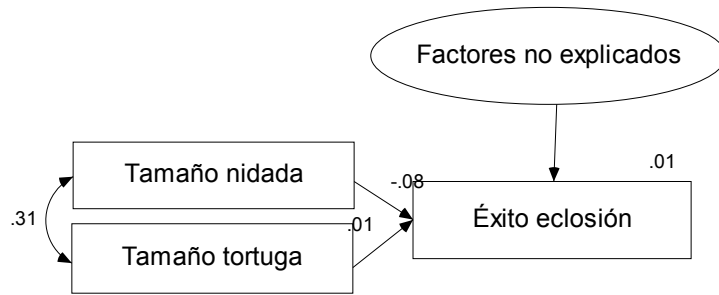 Factores no explicados
.01
Tamaño nidada
-.08
Éxito eclosión
.31
.01
Tamaño tortuga